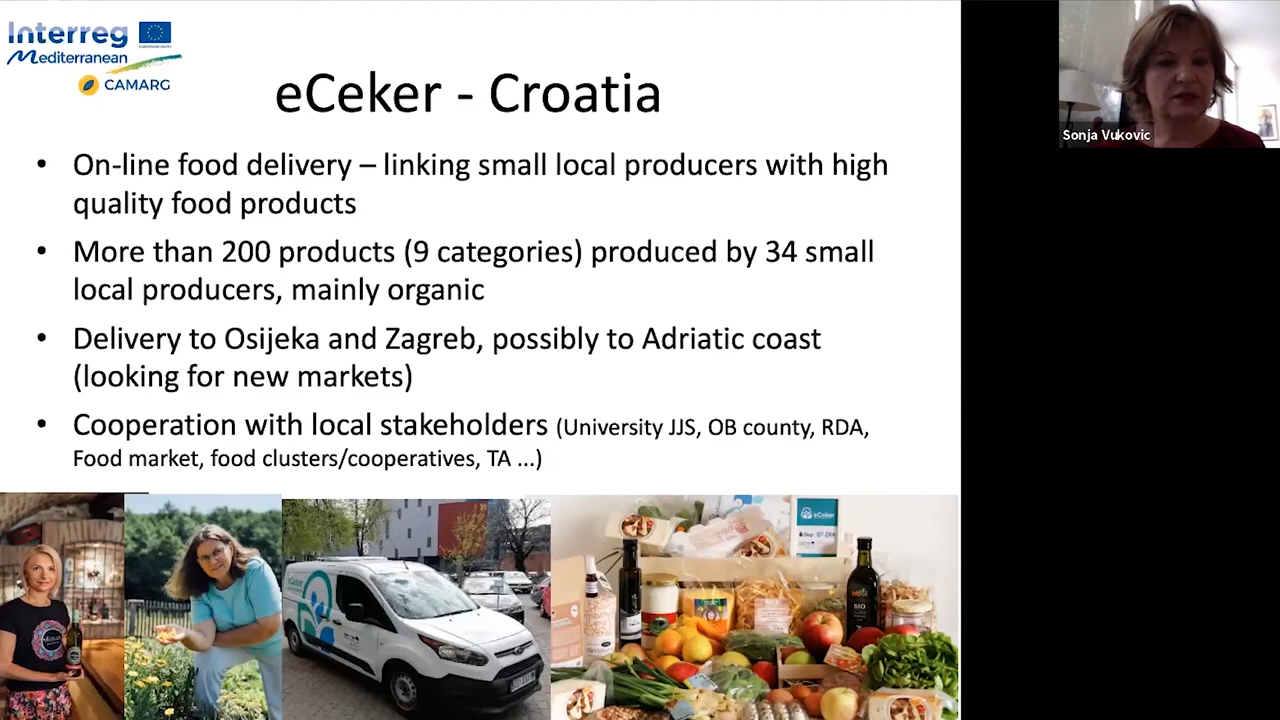 Interreg
Mediterranean
CAMARG
eCeker - Croatia
• On-line food delivery – linking small local producers with high
quality food products
• More than 200 products (9 categories) produced by 34 small
local producers, mainly organic
• Delivery to Osijeka and Zagreb, possibly to Adriatic coast
(looking for new markets)
• Cooperation with local stakeholders (University JJS, OB county, RDA,
Food market, food clusters/cooperatives, TA ...)
Sonja Vukovic
eCeker
eCeker
BIO